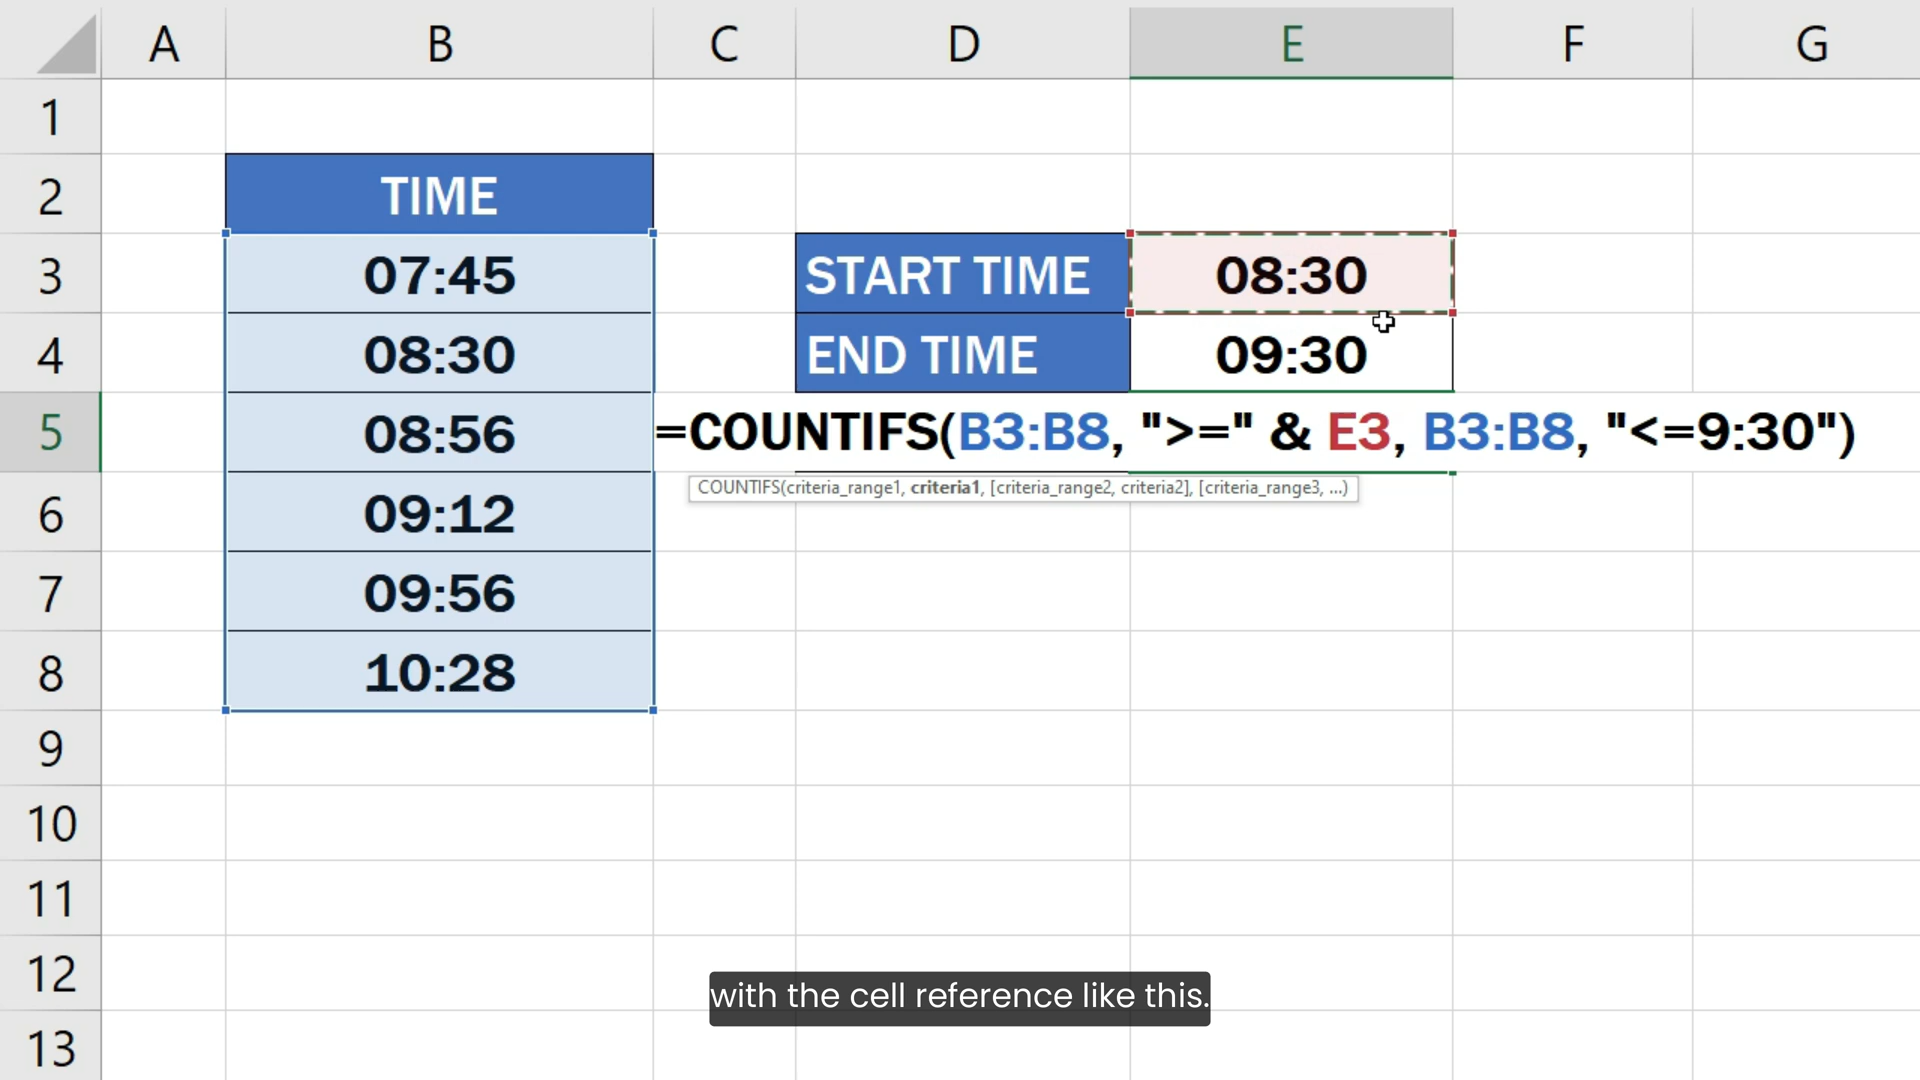 A B C D E F G
1
2 TIME
3 07:45 START TIME 08:30
4 08:30 END TIME 09:30
5 08:56 =COUNTIFS(B3:B8, ">=" & E3, B3:B8, "<=9:30")
COUNTIFS(criteria_range1, criteria1, [criteria_range2, criteria2], [criteria_range3, ...)
6 09:12
7 09:56
8 10:28
9
10
11
12
with the cell reference like this.
13